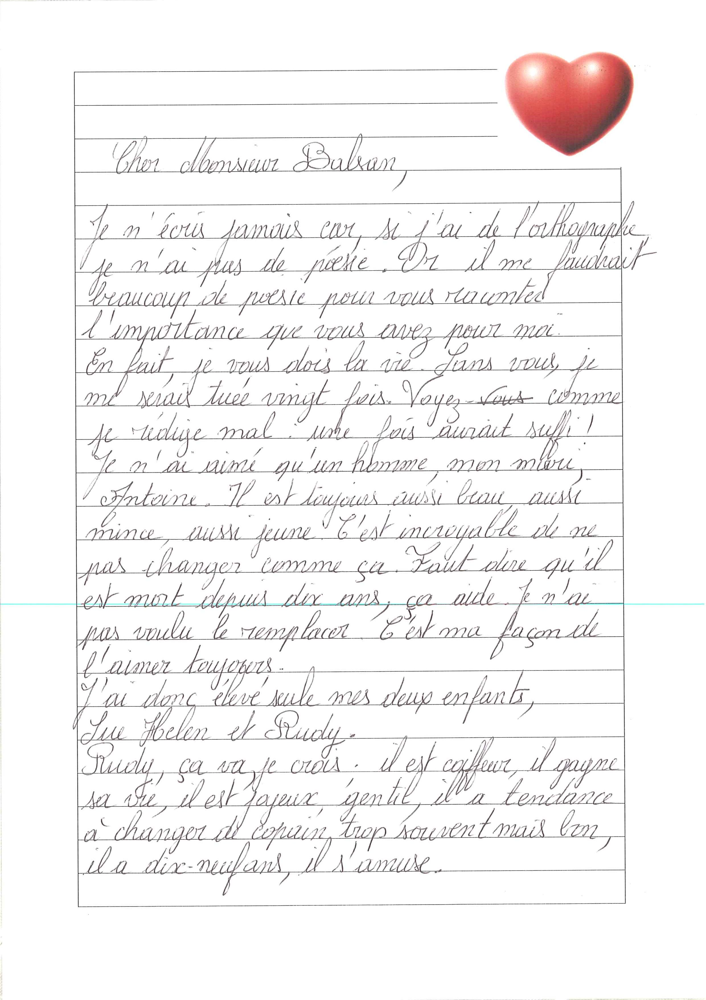 Cher Monsieur Balsan,
Je n'écris jamais car, si j'ai de l'orthographe,
je n'ai pas de poésie. Or il me faudrait
beaucoup de poésie pour vous raconter
l'importance que vous avez pour moi.
En fait, je vous dois la vie. Sans vous, je
me serais tuée vingt fois. Voyez-vous comme
je rédige mal : une fois aurait suffi !
Je n'ai aimé qu'un homme, mon mari,
Antoine. Il est toujours aussi beau, aussi
mince, aussi jeune. C'est incroyable de ne
pas changer comme ça. Faut dire qu'il
est mort depuis dix ans, ça aide. Je n'ai
pas voulu le remplacer. C'est ma façon de
l'aimer toujours.
J'ai donc élevé seule mes deux enfants,
Sue Helen et Rudy.
Rudy, ça va, je crois : il est coiffeur, il gagne
sa vie, il est joyeux, gentil, il a tendance
à changer de copain trop souvent mais bon,
il a dix-neuf ans, il s'amuse.